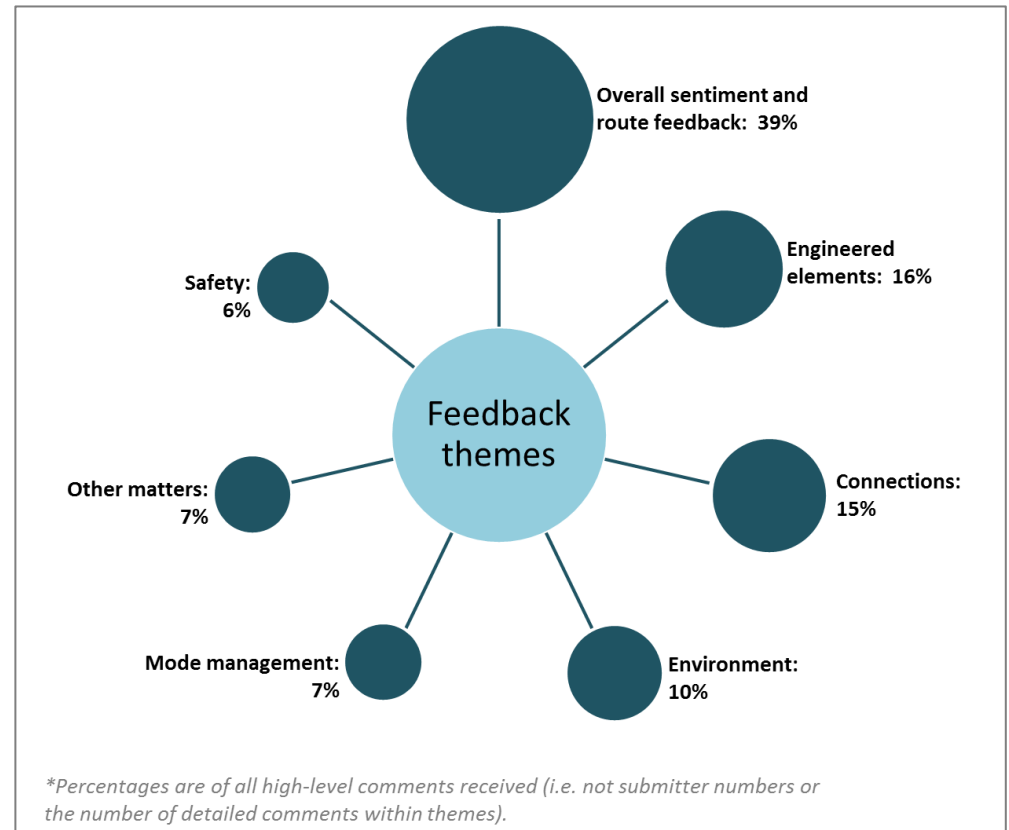 Overall sentiment and
route feedback:  39%
Engineered
elements:  16%
Connections:
15%
Environment:
10%
Mode management:
7%
Other matters:
7%
Safety:
6%
Feedback
themes
*Percentages are of all high-level comments received (i.e. not submitter numbers or
the number of detailed comments within themes).